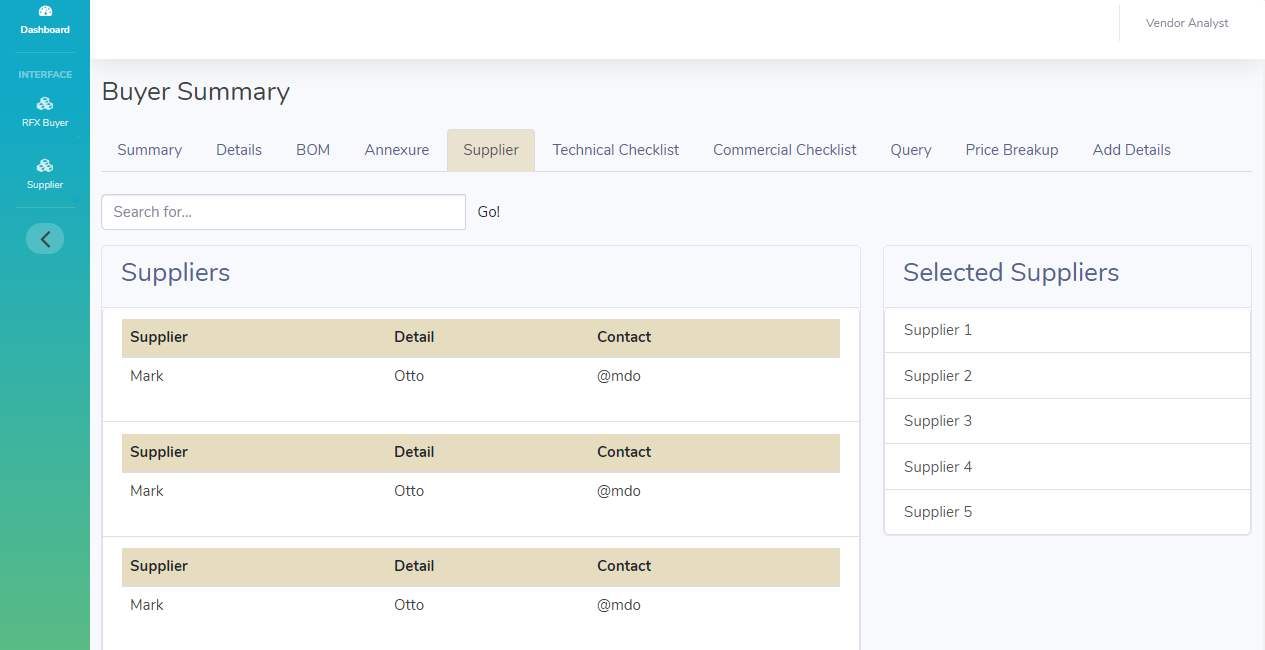 Dashboard
INTERFACE
RFX Buyer
Supplier
Vendor Analyst
Buyer Summary
Summary Details BOM Annexure Supplier Technical Checklist Commercial Checklist Query Price Breakup Add Details
Search for... Go!
Suppliers
Supplier Detail Contact
Mark Otto @mdo
Supplier Detail Contact
Mark Otto @mdo
Supplier Detail Contact
Mark Otto @mdo
Selected Suppliers
Supplier 1
Supplier 2
Supplier 3
Supplier 4
Supplier 5